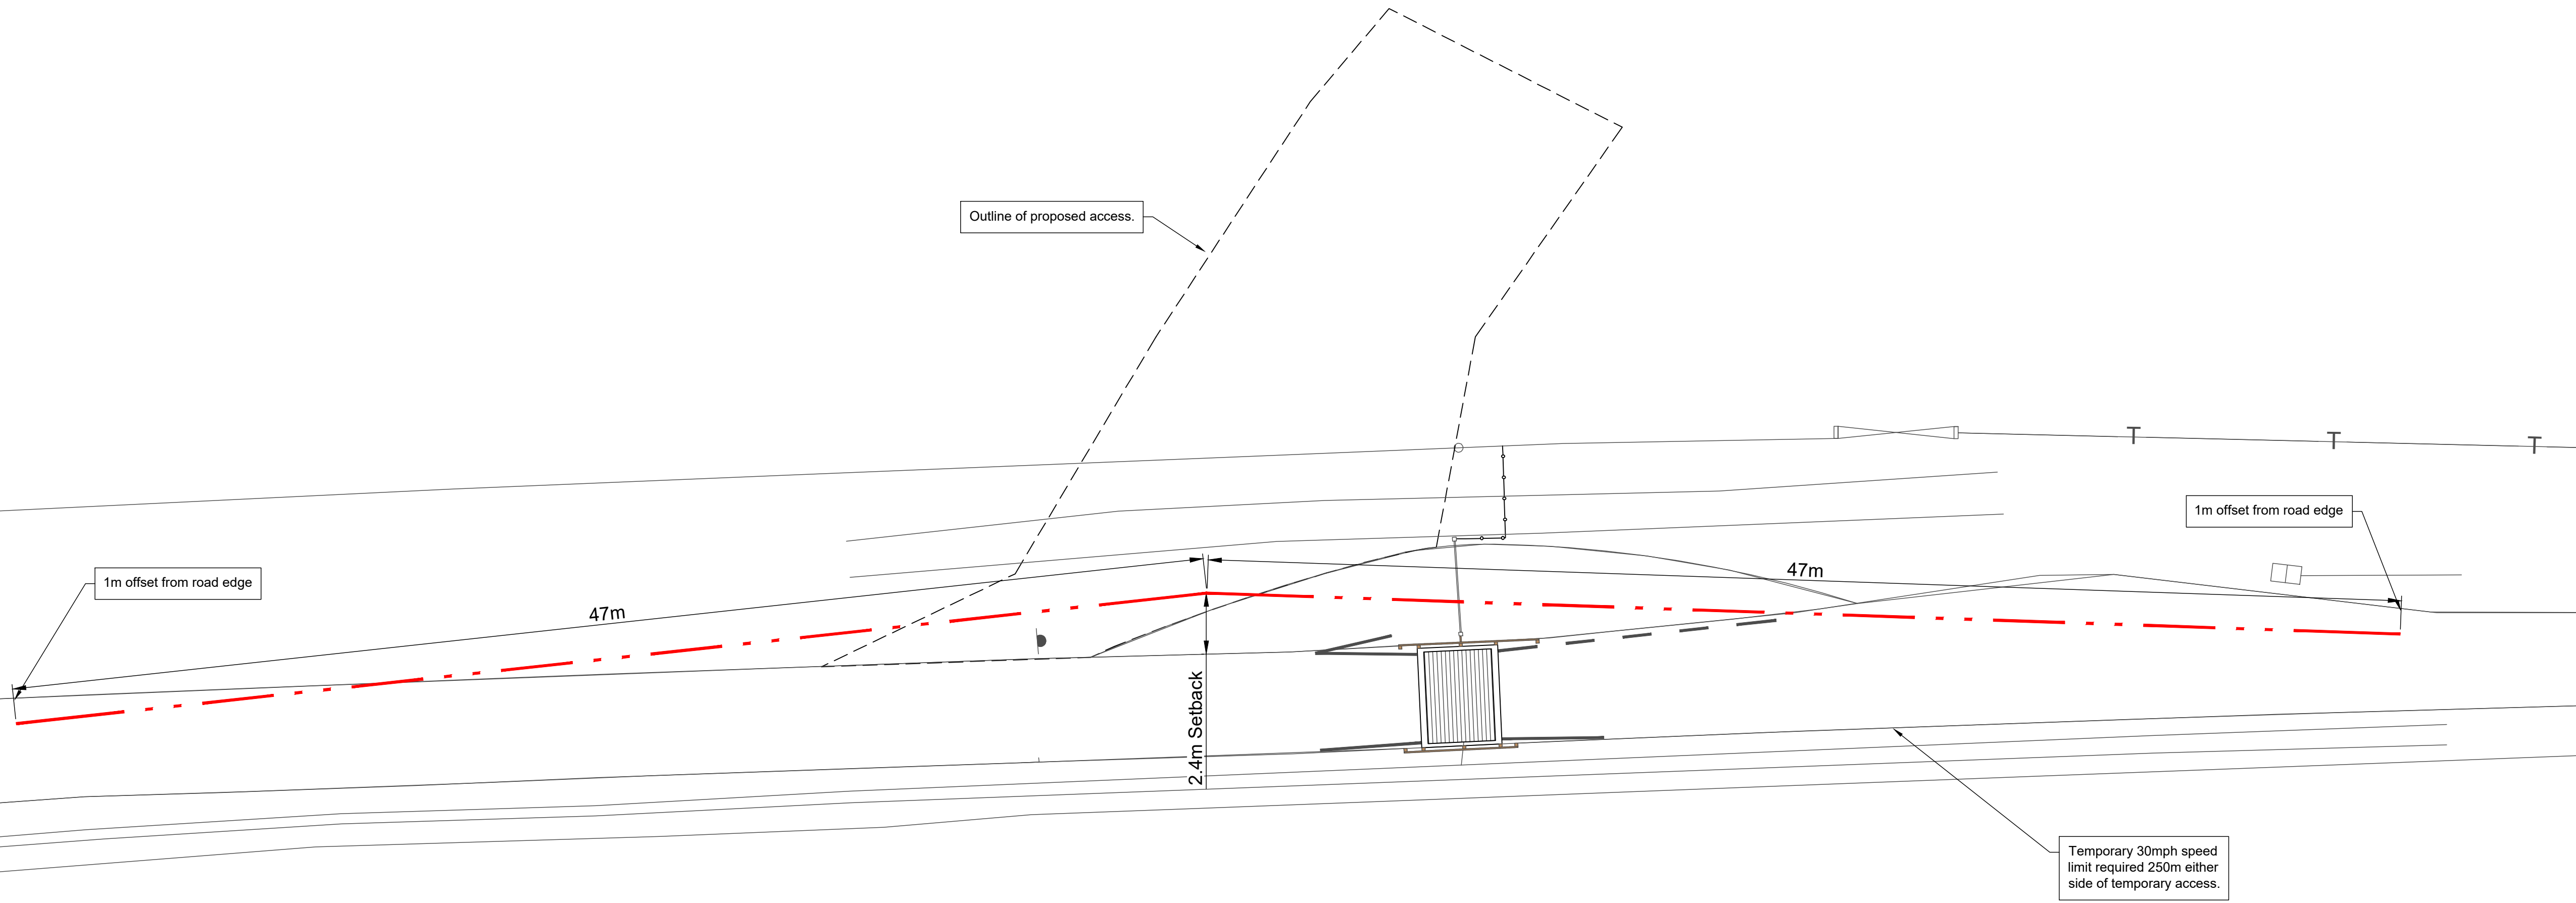 Outline of proposed access.
1m offset from road edge
1m offset from road edge
47m
47m
2.4m Setback
Temporary 30mph speed
limit required 250m either
side of temporary access.